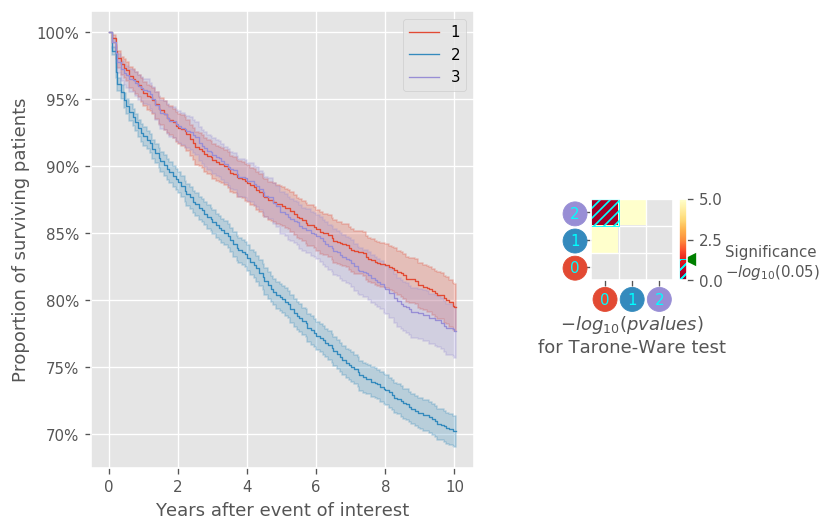 100%
95%
90%
85%
80%
75%
70%
Proportion of surviving patients
0 2 4 6 8 10
Years after event of interest
1
2
3
2
1
0
0 1 2
5.0
2.5
0.0
Significance
−log₁₀(0.05)
−log₁₀(pvalues)
for Tarone-Ware test